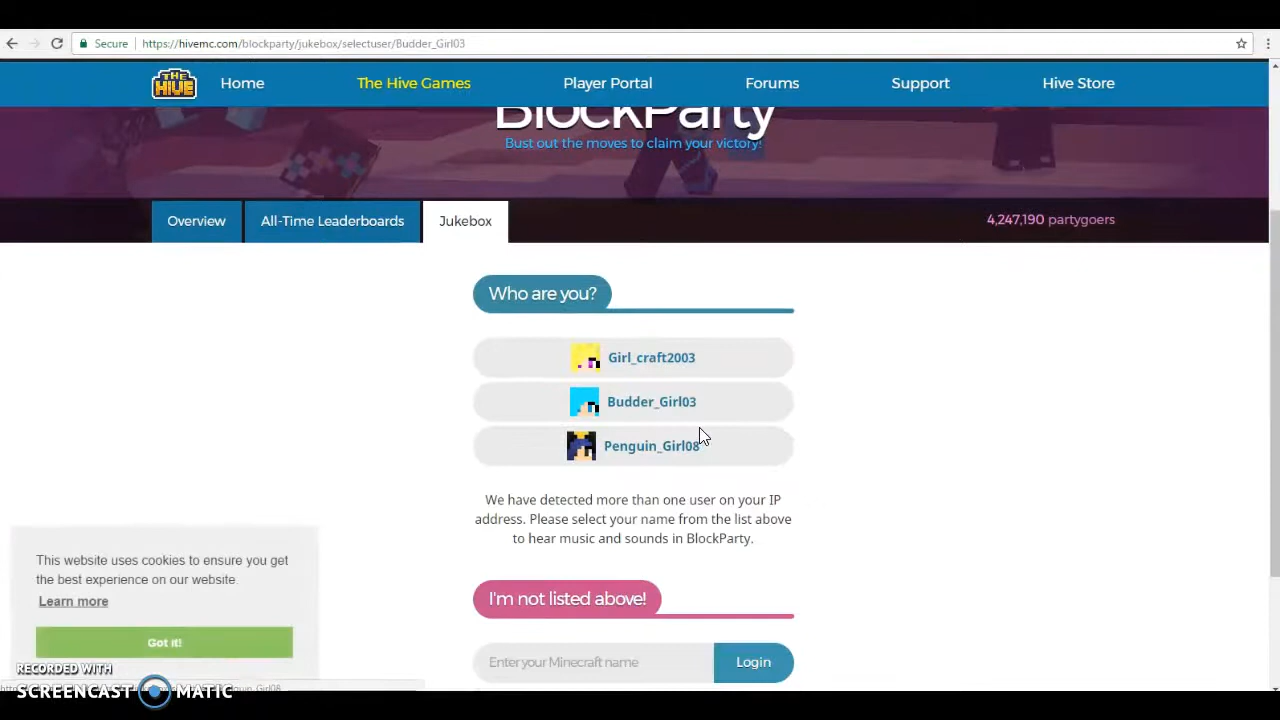 Secure https://hivemc.com/blockparty/jukebox/selectuser/Budder_Girl03
THE HIVE Home The Hive Games Player Portal Forums Support Hive Store
BlockParty
Bust out the moves to claim your victory!
Overview All-Time Leaderboards Jukebox 4,247,190 partygoers
Who are you?
Girl_craft2003
Budder_Girl03
Penguin_Girl08
We have detected more than one user on your IP
address. Please select your name from the list above
to hear music and sounds in BlockParty.
This website uses cookies to ensure you get
the best experience on our website.
Learn more
Got it!
I'm not listed above!
Enter your Minecraft name Login
RECORDED WITH
SCREENCAST MATIC